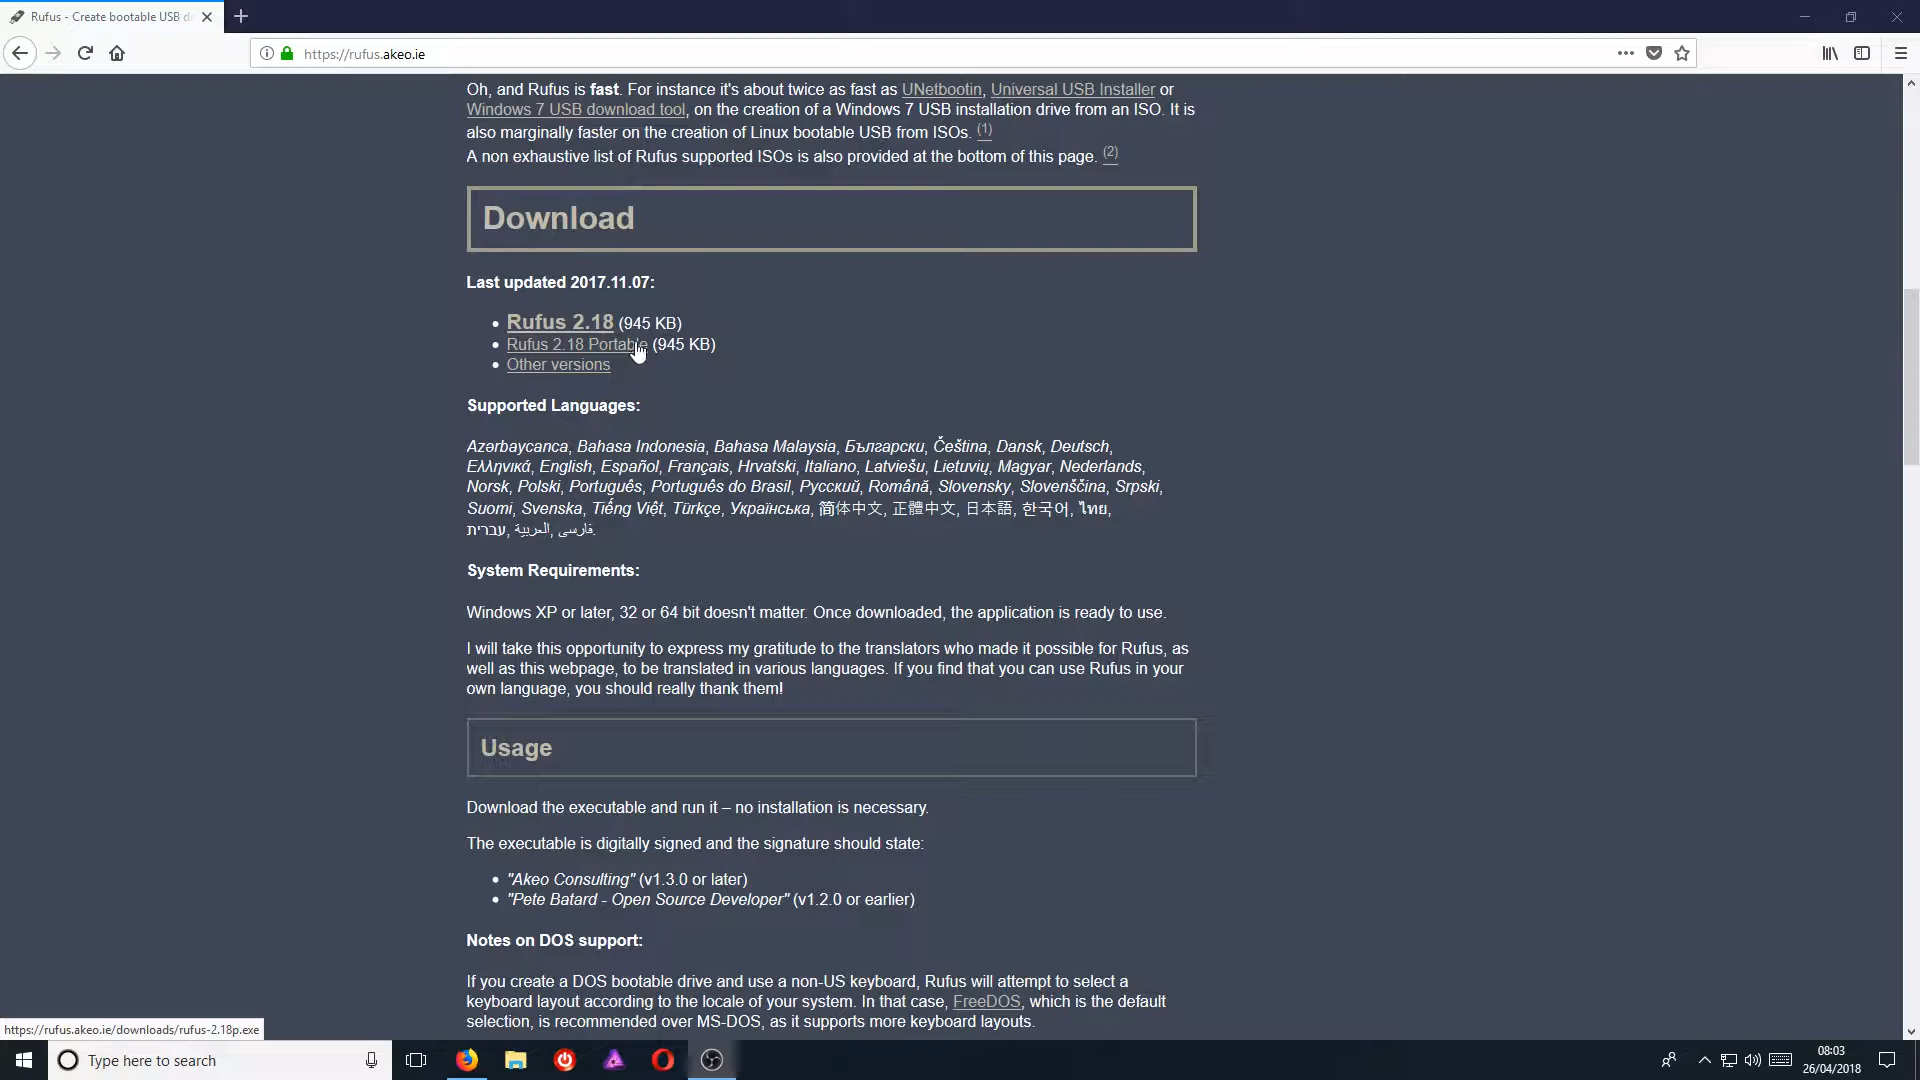 Rufus - Create bootable USB d
https://rufus.akeo.ie
Oh, and Rufus is fast. For instance it's about twice as fast as UNetbootin, Universal USB Installer or
Windows 7 USB download tool, on the creation of a Windows 7 USB installation drive from an ISO. It is
also marginally faster on the creation of Linux bootable USB from ISOs. (1)
A non exhaustive list of Rufus supported ISOs is also provided at the bottom of this page. (2)
Download
Last updated 2017.11.07:
• Rufus 2.18 (945 KB)
• Rufus 2.18 Portable (945 KB)
• Other versions
Supported Languages:
Azərbaycanca, Bahasa Indonesia, Bahasa Malaysia, Български, Čeština, Dansk, Deutsch,
Ελληνικά, English, Español, Français, Hrvatski, Italiano, Latviešu, Lietuvių, Magyar, Nederlands,
Norsk, Polski, Português, Português do Brasil, Русский, Română, Slovensky, Slovenščina, Srpski,
Suomi, Svenska, Tiếng Việt, Türkçe, Українська, 简体中文, 正體中文, 日本語, 한국어, ไทย,
עברית, العربية, فارسی.
System Requirements:
Windows XP or later, 32 or 64 bit doesn't matter. Once downloaded, the application is ready to use.
I will take this opportunity to express my gratitude to the translators who made it possible for Rufus, as
well as this webpage, to be translated in various languages. If you find that you can use Rufus in your
own language, you should really thank them!
Usage
Download the executable and run it – no installation is necessary.
The executable is digitally signed and the signature should state:
• "Akeo Consulting" (v1.3.0 or later)
• "Pete Batard - Open Source Developer" (v1.2.0 or earlier)
Notes on DOS support:
If you create a DOS bootable drive and use a non-US keyboard, Rufus will attempt to select a
keyboard layout according to the locale of your system. In that case, FreeDOS, which is the default
selection, is recommended over MS-DOS, as it supports more keyboard layouts.
https://rufus.akeo.ie/downloads/rufus-2.18p.exe
Type here to search
08:03
26/04/2018